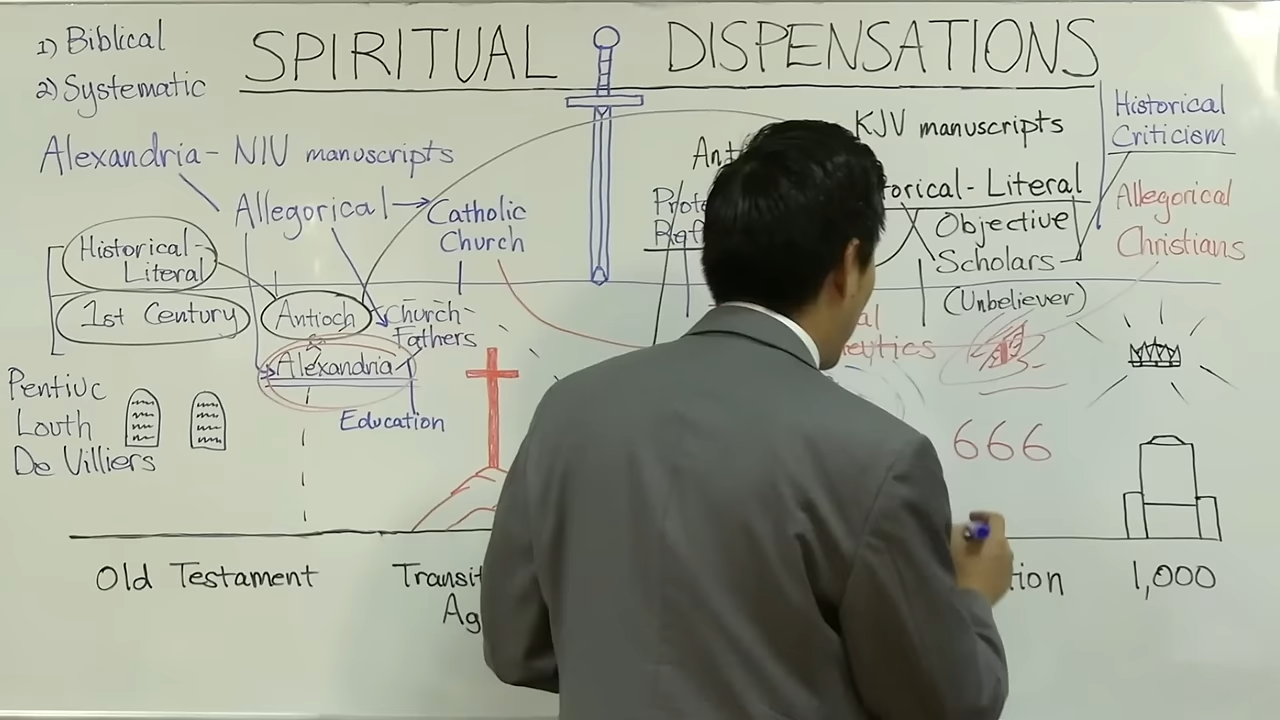 1) Biblical
2) Systematic
SPIRITUAL DISPENSATIONS
Alexandria - NIV manuscripts
Allegorical
Catholic
Church
KJV manuscripts
Historical
Criticism
Allegorical
Christians
Literal
Objective
Scholars
(Unbeliever)
Historical-
Literal
1st Century
Antioch
Church
Fathers
Alexandria
Education
Pentiuc
Louth
De Villiers
666
Old Testament
1,000